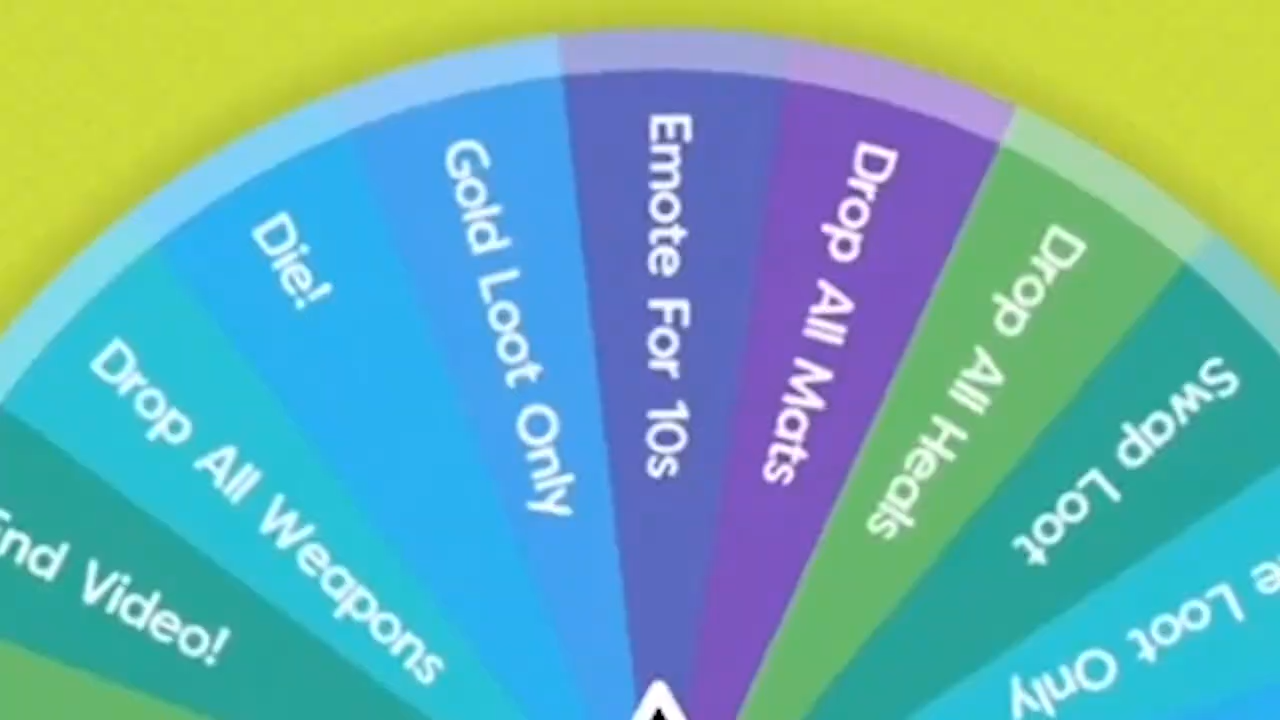 nd Video!
Drop All Weapons
Die!
Gold Loot Only
Emote For 10s
Drop All Mats
Drop All Heals
Swap Loot
e Loot Only